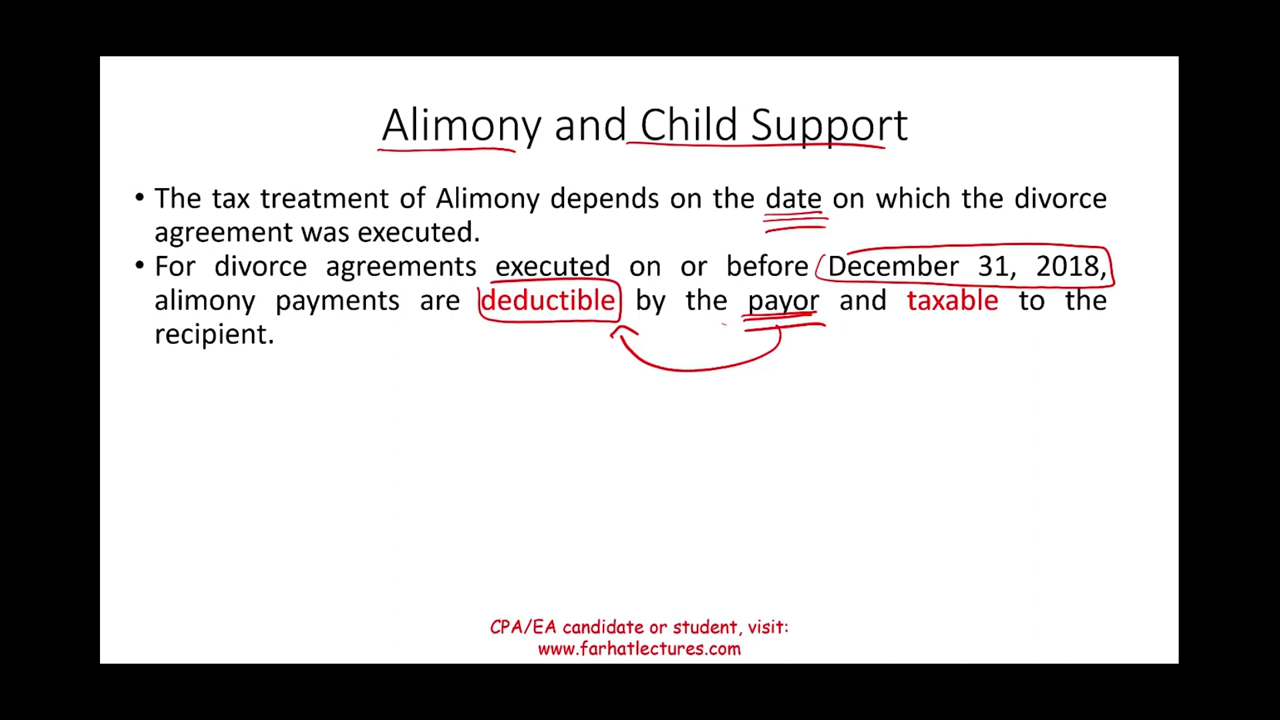 Alimony and Child Support
• The tax treatment of Alimony depends on the date on which the divorce
agreement was executed.
• For divorce agreements executed on or before December 31, 2018,
alimony payments are deductible by the payor and taxable to the
recipient.
CPA/EA candidate or student, visit:
www.farhatlectures.com